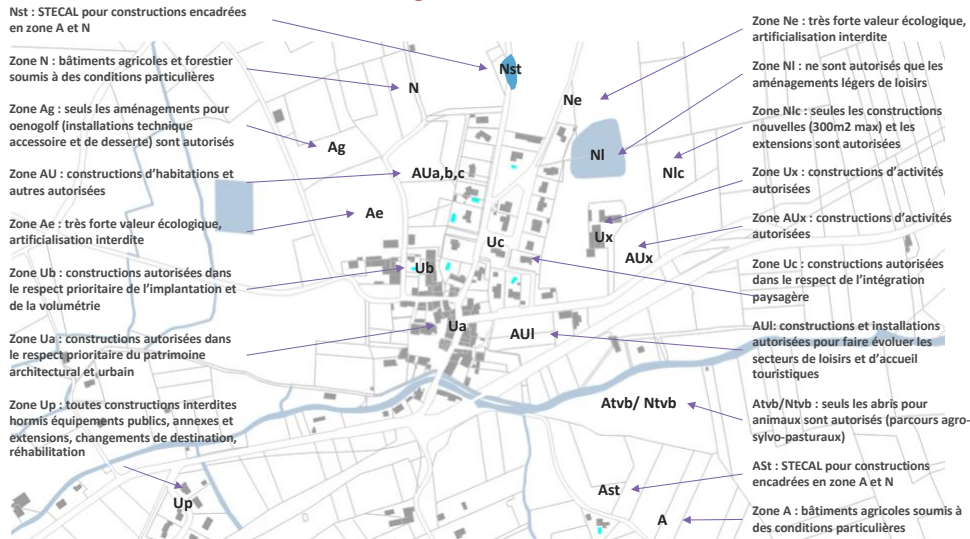 Nst : STECAL pour constructions encadrées
en zone A et N
Zone N : bâtiments agricoles et forestier
soumis à des conditions particulières
Zone Ag : seuls les aménagements pour
oenogolf (installations technique
accessoire et de desserte) sont autorisés
Zone AU : constructions d'habitations et
autres autorisées
Zone Ae : très forte valeur écologique,
artificialisation interdite
Zone Ub : constructions autorisées dans
le respect prioritaire de l'implantation et
de la volumétrie
Zone Ua : constructions autorisées dans
le respect prioritaire du patrimoine
architectural et urbain
Zone Up : toutes constructions interdites
hormis équipements publics, annexes et
extensions, changements de destination,
réhabilitation
Nst
N
Ne
Ag
Nl
AUa,b,c
Nlc
Ae
Uc
Ux
AUx
Ub
Ua
AUl
Atvb/ Ntvb
Up
Ast
A
Zone Ne : très forte valeur écologique,
artificialisation interdite
Zone Nl : ne sont autorisés que les
aménagements légers de loisirs
Zone Nlc : seules les constructions
nouvelles (300m2 max) et les
extensions sont autorisées
Zone Ux : constructions d'activités
autorisées
Zone AUx : constructions d'activités
autorisées
Zone Uc : constructions autorisées
dans le respect de l'intégration
paysagère
AUl: constructions et installations
autorisées pour faire évoluer les
secteurs de loisirs et d'accueil
touristiques
Atvb/Ntvb : seuls les abris pour
animaux sont autorisés (parcours agro-
sylvo-pasturaux)
ASt : STECAL pour constructions
encadrées en zone A et N
Zone A : bâtiments agricoles soumis à
des conditions particulières